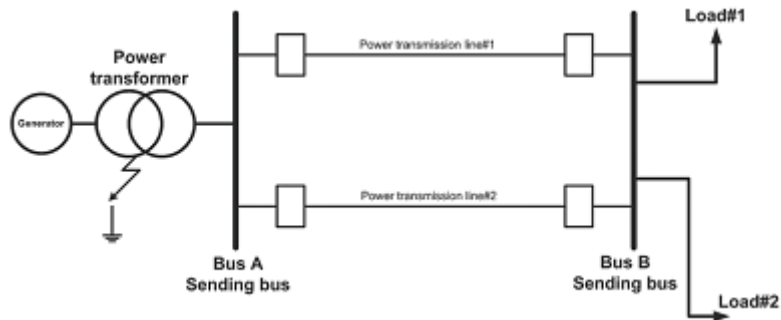 Load#1
Power
transformer
Power transmission line#1
Generator
Power transmission line#2
Bus A
Sending bus
Bus B
Sending bus
Load#2